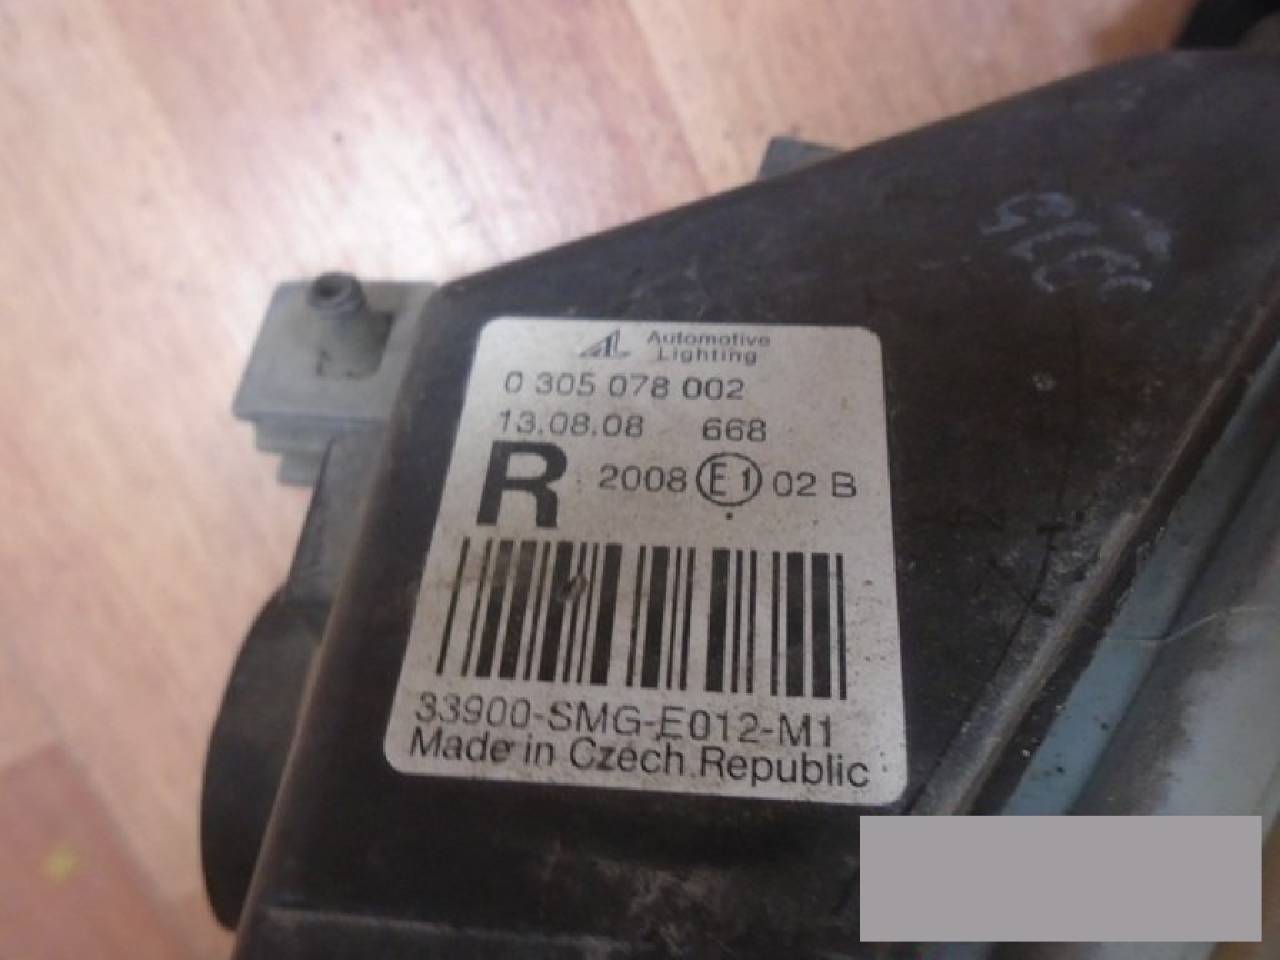 Automotive
Lighting
0 305 078 002
13.08.08 668
R 2008 E1 02 B
33900-SMG-E012-M1
Made in Czech Republic